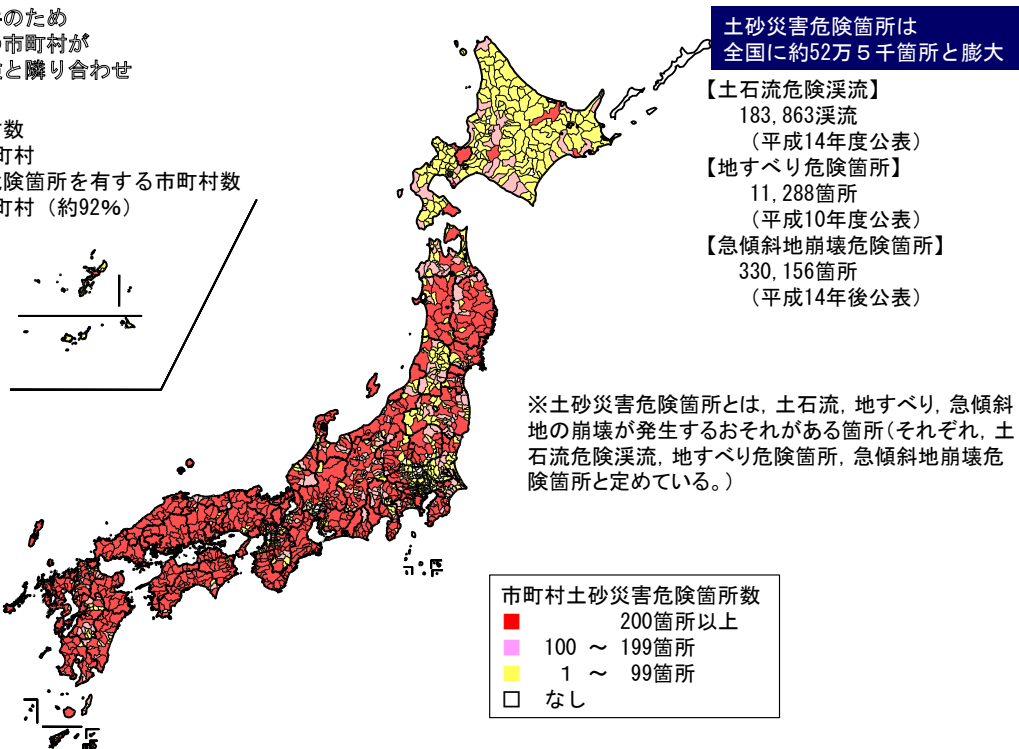 のため
市町村が
と隣り合わせ
数
町村
険箇所を有する市町村数
町村（約92%）
土砂災害危険箇所は
全国に約52万５千箇所と膨大
【土石流危険渓流】
183,863渓流
（平成14年度公表）
【地すべり危険箇所】
11,288箇所
（平成10年度公表）
【急傾斜地崩壊危険箇所】
330,156箇所
（平成14年後公表）
※土砂災害危険箇所とは，土石流，地すべり，急傾斜
地の崩壊が発生するおそれがある箇所（それぞれ，土
石流危険渓流，地すべり危険箇所，急傾斜地崩壊危
険箇所と定めている。）
市町村土砂災害危険箇所数
200箇所以上
100 ～ 199箇所
1 ～ 99箇所
なし